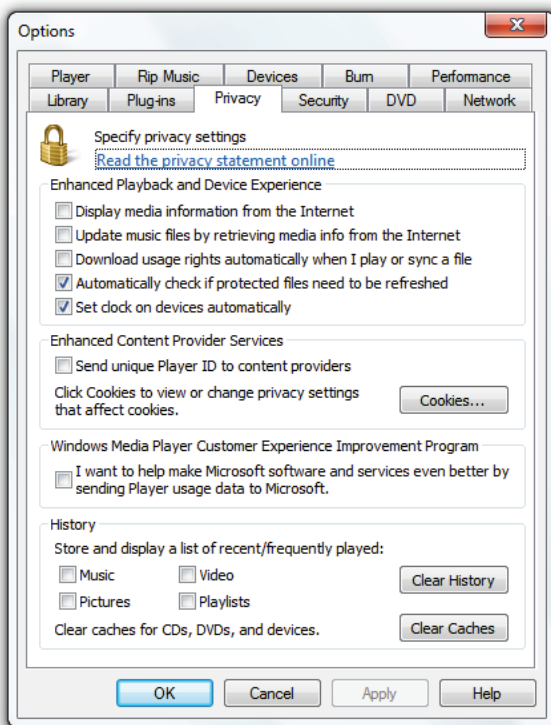 Options
Player Rip Music Devices Burn Performance
Library Plug-ins Privacy Security DVD Network
Specify privacy settings
Read the privacy statement online
Enhanced Playback and Device Experience
Display media information from the Internet
Update music files by retrieving media info from the Internet
Download usage rights automatically when I play or sync a file
Automatically check if protected files need to be refreshed
Set clock on devices automatically
Enhanced Content Provider Services
Send unique Player ID to content providers
Click Cookies to view or change privacy settings
that affect cookies.
Cookies...
Windows Media Player Customer Experience Improvement Program
I want to help make Microsoft software and services even better by
sending Player usage data to Microsoft.
History
Store and display a list of recent/frequently played:
Music Video
Clear History
Pictures Playlists
Clear caches for CDs, DVDs, and devices.
Clear Caches
OK Cancel Apply Help